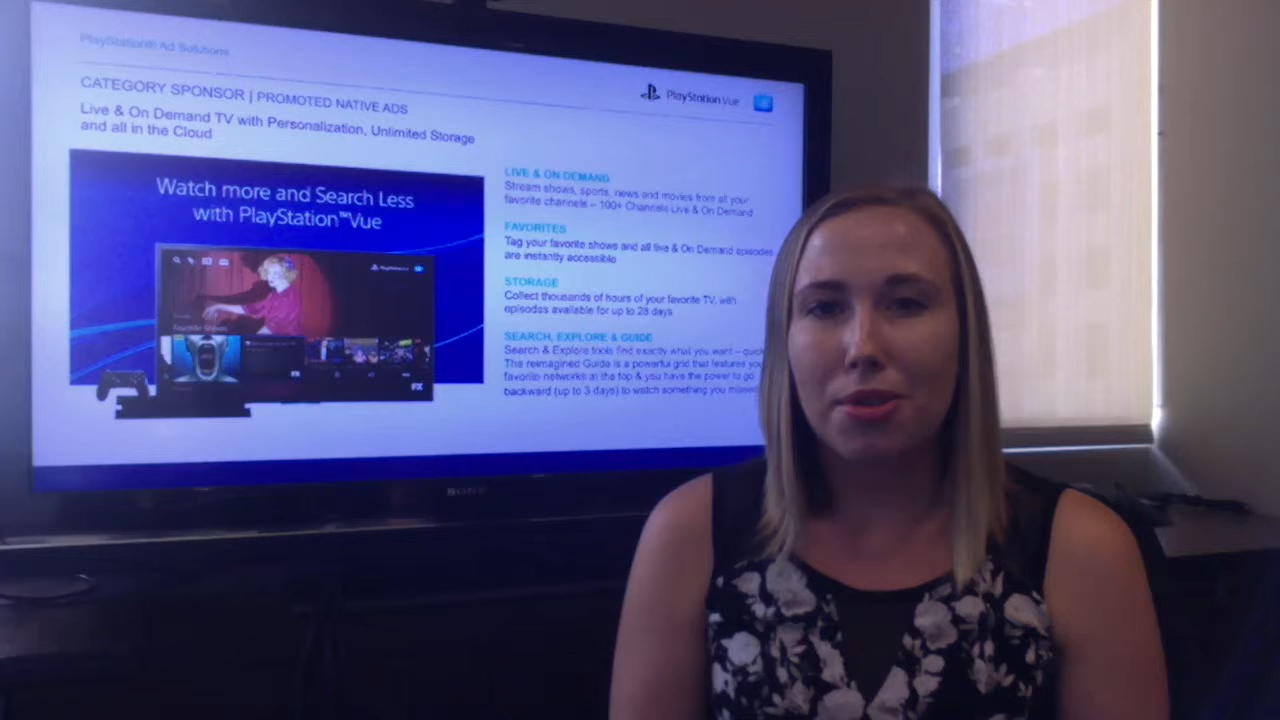 PlayStation® Ad Solutions
CATEGORY SPONSOR | PROMOTED NATIVE ADS
PlayStation Vue
Live & On Demand TV with Personalization, Unlimited Storage
and all in the Cloud
Watch more and Search Less
with PlayStation™Vue
Favorite Shows
FX
FX
LIVE & ON DEMAND
Stream shows, sports, news and movies from all your
favorite channels – 100+ Channels Live & On Demand
FAVORITES
Tag your favorite shows and all live & On Demand episodes
are instantly accessible
STORAGE
Collect thousands of hours of your favorite TV, with
episodes available for up to 28 days
SEARCH, EXPLORE & GUIDE
Search & Explore tools find exactly what you want – quick
The reimagined Guide is a powerful grid that features you
favorite networks at the top & you have the power to go
backward (up to 3 days) to watch something you missed
SONY